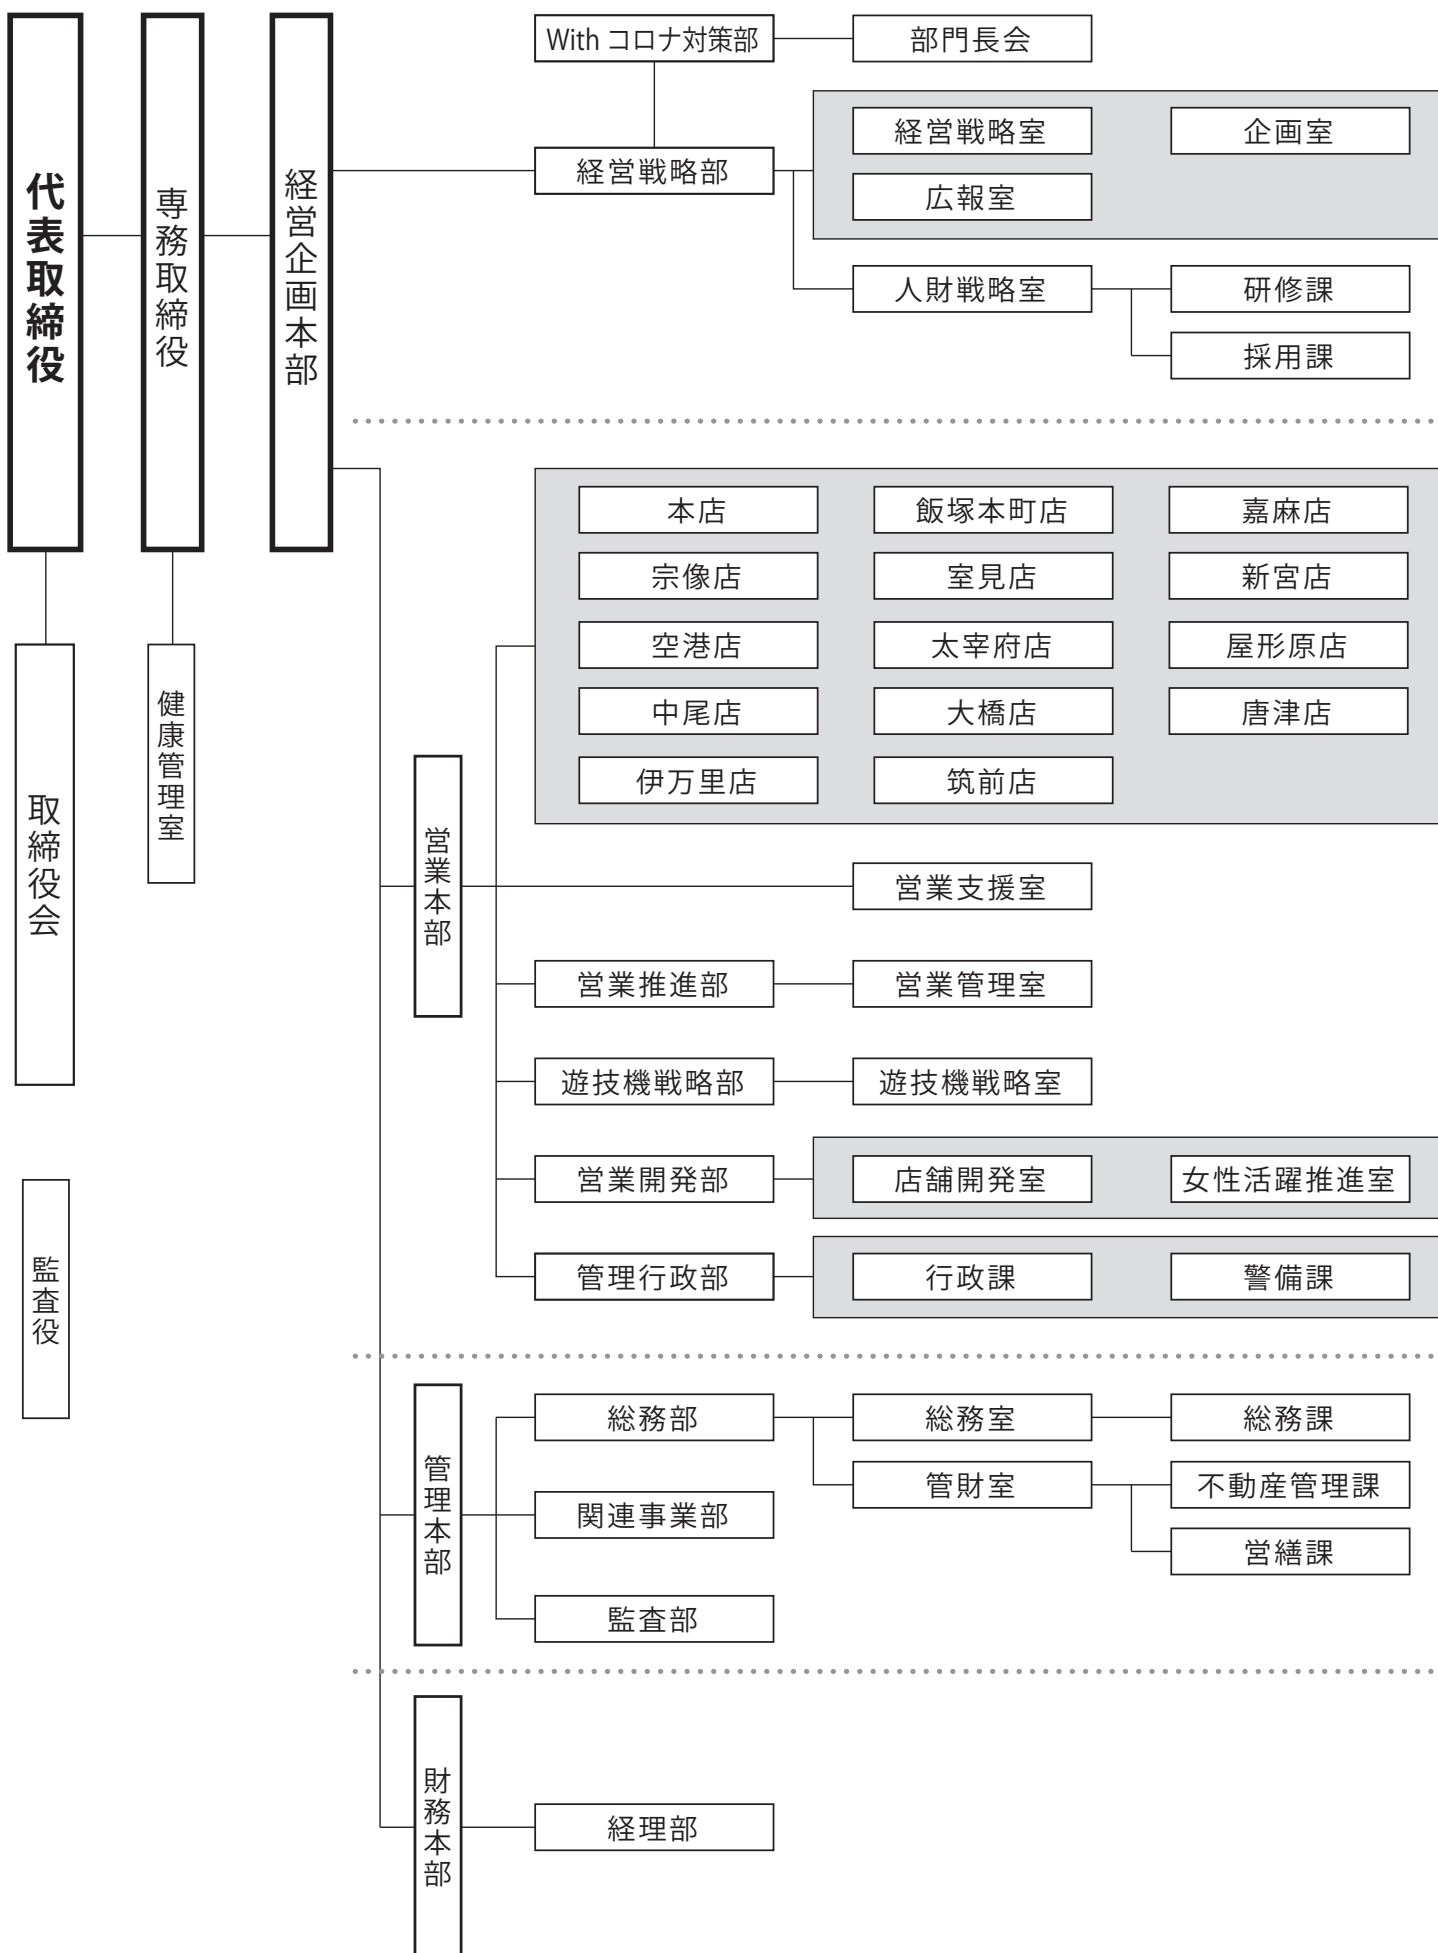 代表取締役
専務取締役
経営企画本部
With コロナ対策部
部門長会
経営戦略部
経営戦略室
企画室
広報室
人財戦略室
研修課
採用課
取締役会
健康管理室
監査役
営業本部
本店
飯塚本町店
嘉麻店
宗像店
室見店
新宮店
空港店
太宰府店
屋形原店
中尾店
大橋店
唐津店
伊万里店
筑前店
営業支援室
営業推進部
営業管理室
遊技機戦略部
遊技機戦略室
営業開発部
店舗開発室
女性活躍推進室
管理行政部
行政課
警備課
管理本部
総務部
総務室
総務課
管財室
不動産管理課
営繕課
関連事業部
監査部
財務本部
経理部